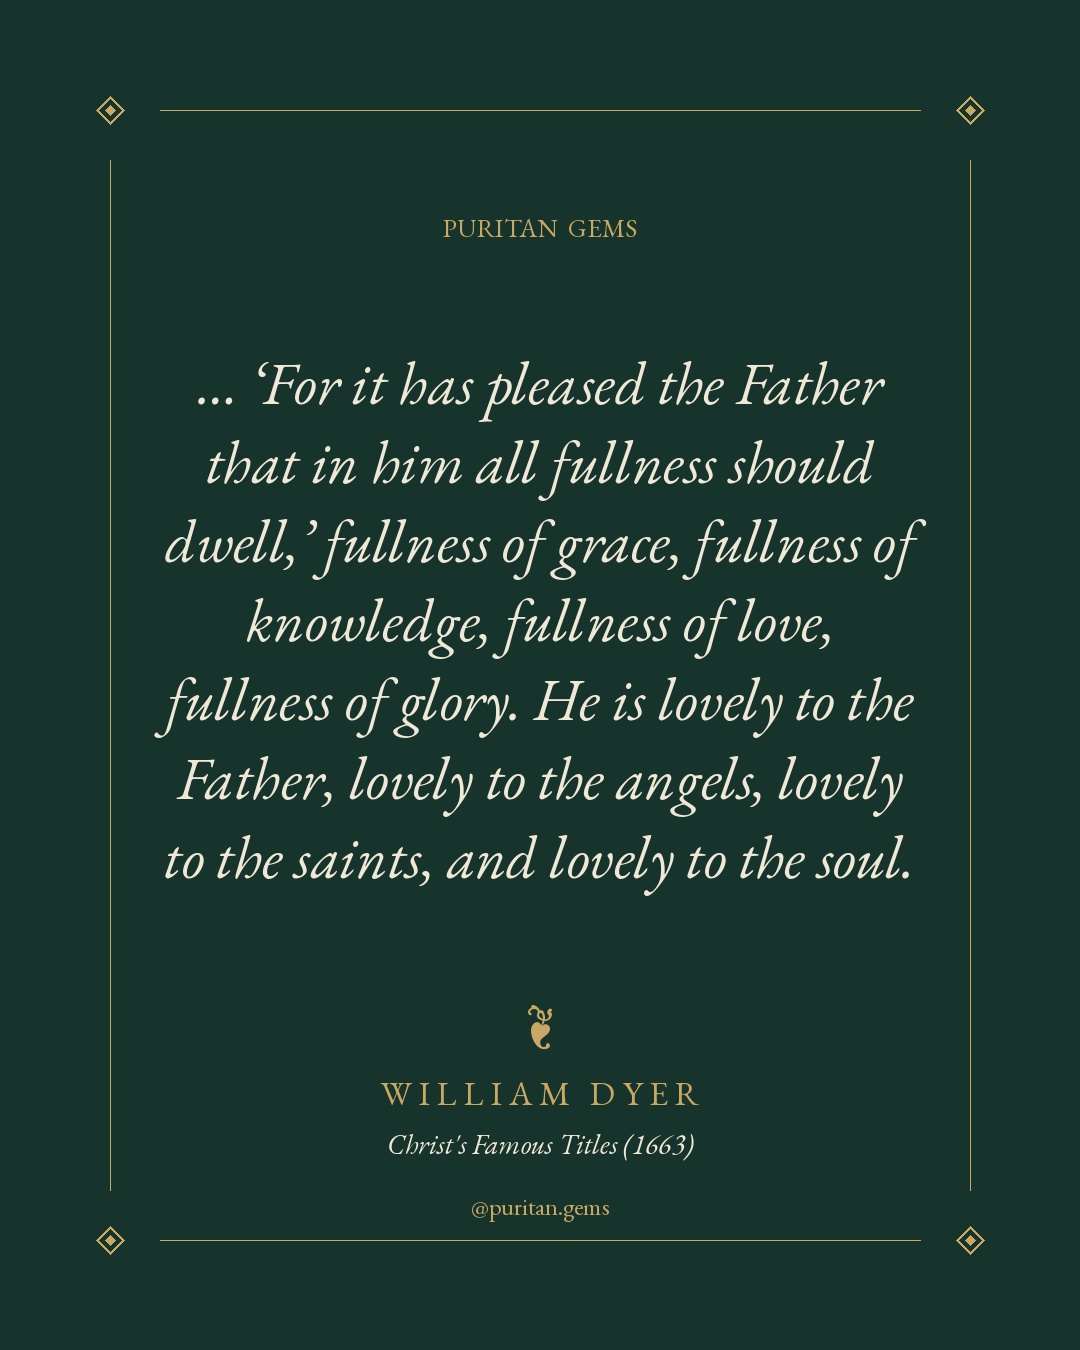 PURITAN GEMS
... ‘For it has pleased the Father
that in him all fullness should
dwell,’ fullness of grace, fullness of
knowledge, fullness of love,
fullness of glory. He is lovely to the
Father, lovely to the angels, lovely
to the saints, and lovely to the soul.
WILLIAM DYER
Christ's Famous Titles (1663)
@puritan.gems